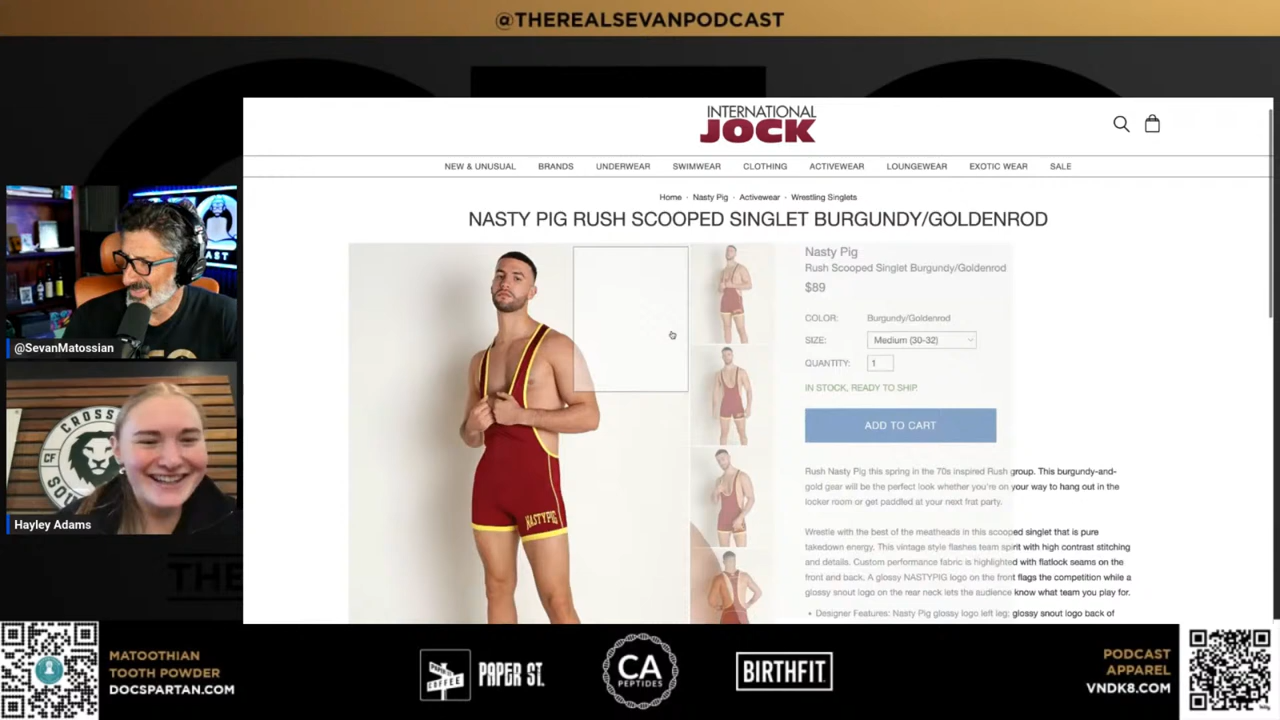 @THEREALSEVANPODCAST
INTERNATIONAL
JOCK
NEW & UNUSUAL BRANDS UNDERWEAR SWIMWEAR CLOTHING ACTIVEWEAR LOUNGEWEAR EXOTIC WEAR SALE
Home · Nasty Pig · Activewear · Wrestling Singlets
NASTY PIG RUSH SCOOPED SINGLET BURGUNDY/GOLDENROD
Nasty Pig
Rush Scooped Singlet Burgundy/Goldenrod
$89
COLOR: Burgundy/Goldenrod
SIZE: Medium (30-32)
QUANTITY: 1
IN STOCK, READY TO SHIP.
ADD TO CART
Rush Nasty Pig this spring in the 70s inspired Rush group. This burgundy-and-
gold gear will be the perfect look whether you're on your way to hang out in the
locker room or get paddled at your next frat party.
Wrestle with the best of the meatheads in this scooped singlet that is pure
takedown energy. This vintage style flashes team spirit with high contrast stitching
and details. Custom performance fabric is highlighted with flatlock seams on the
front and back. A glossy NASTYPIG logo on the front flags the competition while a
glossy snout logo on the rear neck lets the audience know what team you play for.
• Designer Features: Nasty Pig glossy logo left leg; glossy snout logo back of
NASTYPIG
AST
@SevanMatossian
CROSS
CF
SO
Hayley Adams
THE
MATOOTHIAN
TOOTH POWDER
DOCSPARTAN.COM
PAPER ST.
COFFEE
PAPER ST.
CA
PEPTIDES
BIRTHFIT
PODCAST
APPAREL
VNDK8.COM